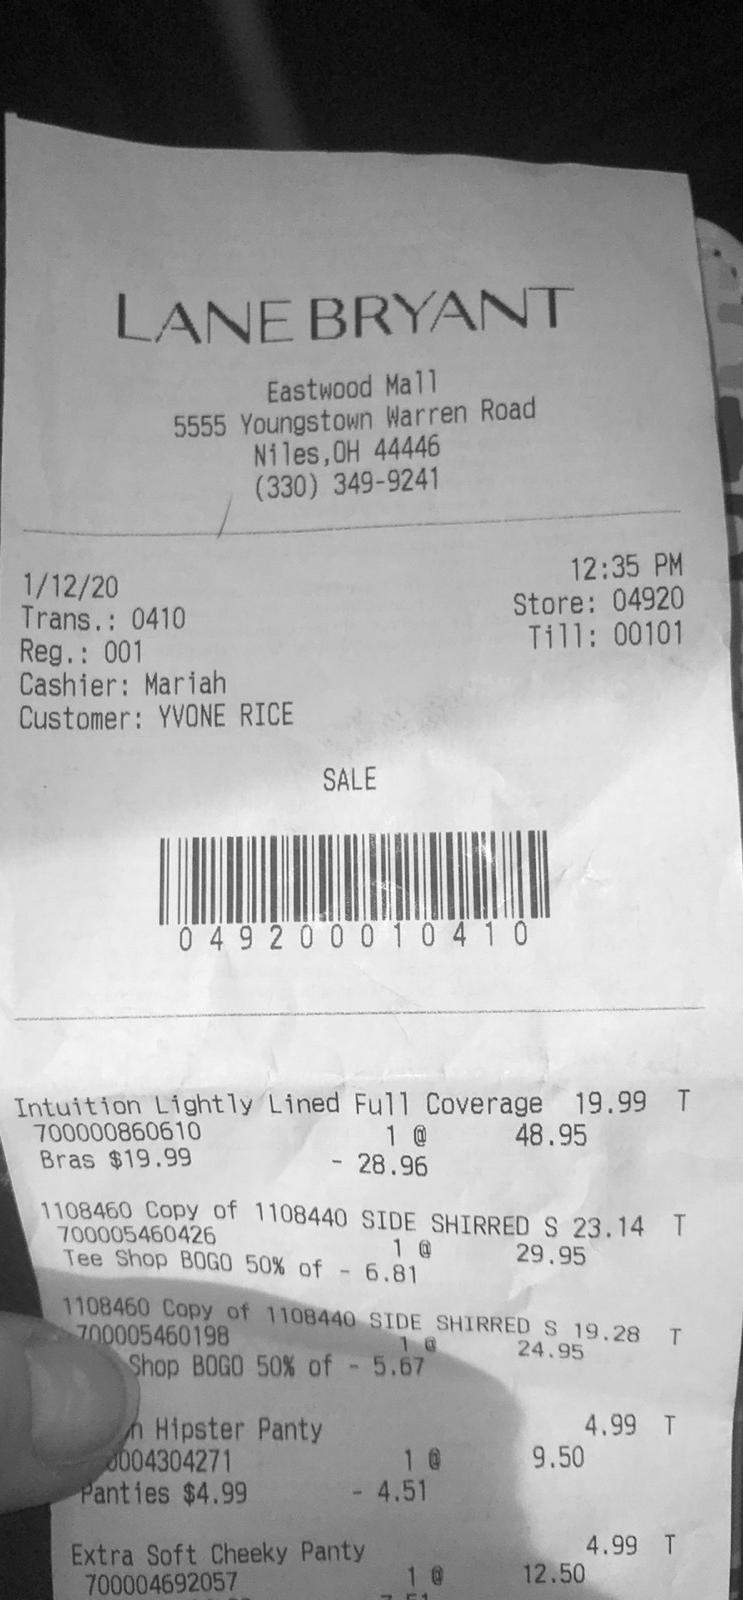 LANE BRYANT
Eastwood Mall
5555 Youngstown Warren Road
Niles,OH 44446
(330) 349-9241
1/12/20 12:35 PM
Trans.: 0410 Store: 04920
Reg.: 001 Till: 00101
Cashier: Mariah
Customer: YVONE RICE
SALE
049200010410
Intuition Lightly Lined Full Coverage 19.99 T
700000860610 1 @ 48.95
Bras $19.99 - 28.96
1108460 Copy of 1108440 SIDE SHIRRED S 23.14 T
700005460426 1 @ 29.95
Tee Shop BOGO 50% of - 6.81
1108460 Copy of 1108440 SIDE SHIRRED S 19.28 T
700005460198 1 @ 24.95
Shop BOGO 50% of - 5.67
Hipster Panty 4.99 T
0004304271 1 @ 9.50
Panties $4.99 - 4.51
Extra Soft Cheeky Panty 4.99 T
700004692057 1 @ 12.50